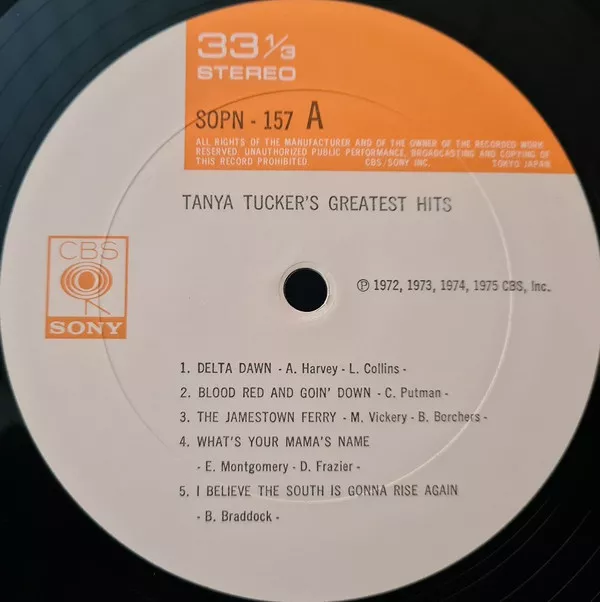 33 1/3
STEREO
SOPN - 157 A
ALL RIGHTS OF THE MANUFACTURER AND OF THE OWNER OF THE RECORDED WORK
RESERVED. UNAUTHORIZED PUBLIC PERFORMANCE, BROADCASTING AND COPYING OF
THIS RECORD PROHIBITED. CBS/SONY INC. TOKYO JAPAN
TANYA TUCKER'S GREATEST HITS
CBS
SONY
Ⓟ 1972, 1973, 1974, 1975 CBS, Inc.
1. DELTA DAWN - A. Harvey - L. Collins -
2. BLOOD RED AND GOIN' DOWN - C. Putman -
3. THE JAMESTOWN FERRY - M. Vickery - B. Borchers -
4. WHAT'S YOUR MAMA'S NAME
- E. Montgomery - D. Frazier -
5. I BELIEVE THE SOUTH IS GONNA RISE AGAIN
- B. Braddock -